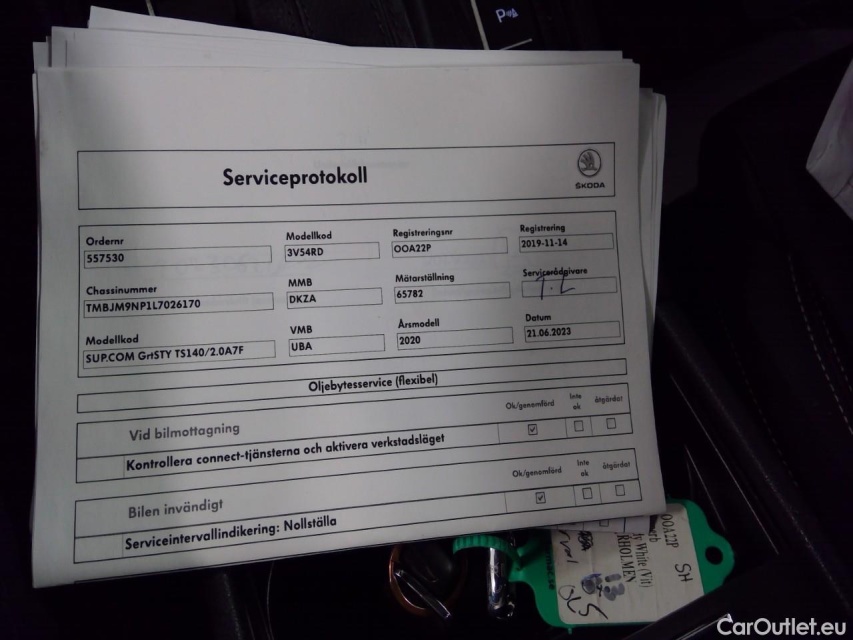 P
Serviceprotokoll
ŠKODA
Ordernr
557530
Modellkod
3V54RD
Registreringsnr
OOA22P
Registrering
2019-11-14
Chassinummer
TMBJM9NP1L7026170
MMB
DKZA
Mätarställning
65782
Servicerådgivare
Modellkod
SUP.COM GrtSTY TS140/2.0A7F
VMB
UBA
Årsmodell
2020
Datum
21.06.2023
Oljebytesservice (flexibel)
Vid bilmottagning
Ok/genomförd
Inte ok
åtgärdat
Kontrollera connect-tjänsterna och aktivera verkstadsläget
Bilen invändigt
Ok/genomförd
Inte ok
åtgärdat
Serviceintervallindikering: Nollställa
OOA22P
SH
White (Vit)
RHOLMEN
CarOutlet.eu